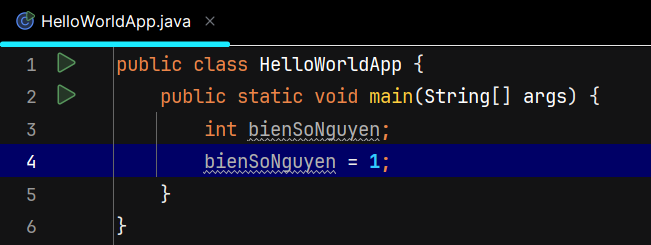 HelloWorldApp.java ×
1 public class HelloWorldApp {
2 public static void main(String[] args) {
3 int bienSoNguyen;
4 bienSoNguyen = 1;
5 }
6 }